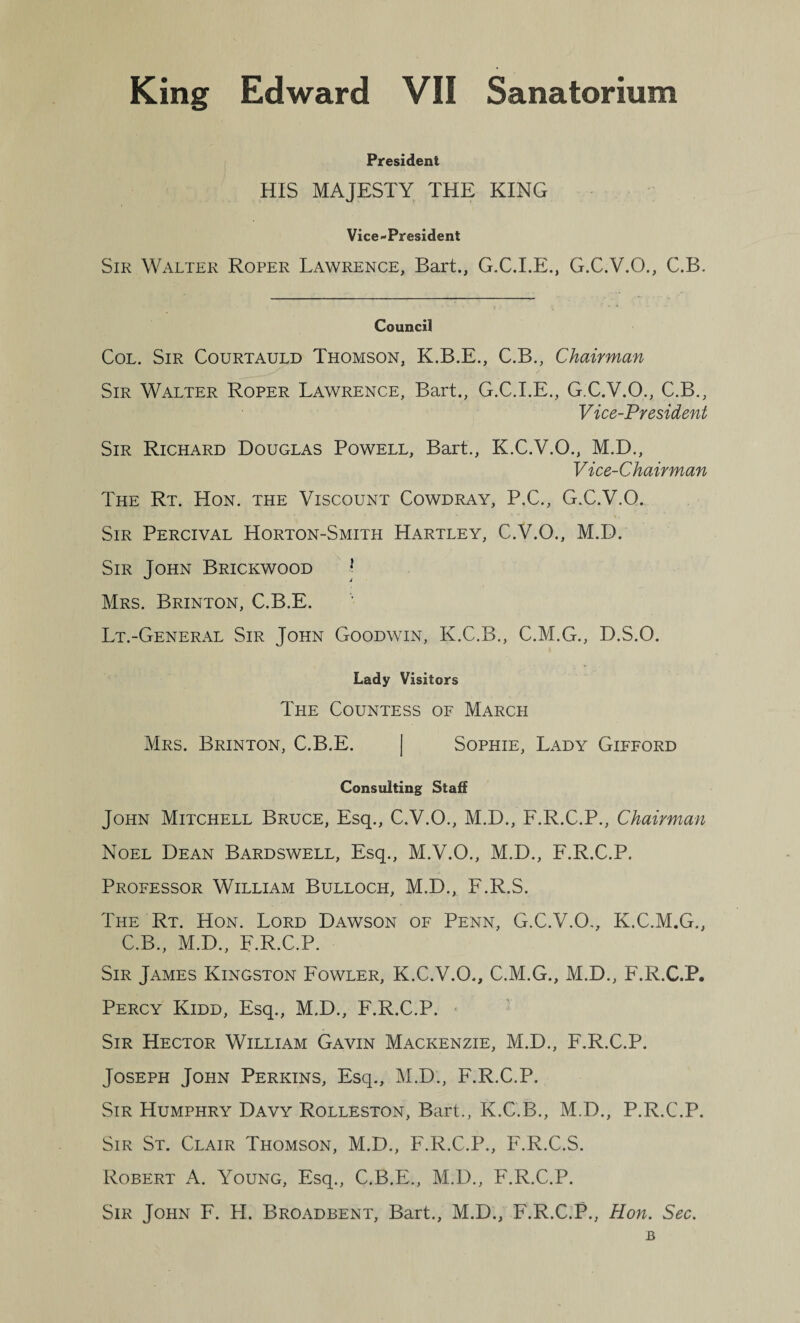 King Edward VII Sanatorium
President
HIS MAJESTY THE KING
Vice-President
SIR WALTER ROPER LAWRENCE, Bart., G.C.I.E., G.C.V.O., C.B.
Council
COL. SIR COURTAULD THOMSON, K.B.E., C.B., Chairman
SIR WALTER ROPER LAWRENCE, Bart., G.C.I.E., G.C.V.O., C.B.,
Vice-President
SIR RICHARD DOUGLAS POWELL, Bart., K.C.V.O., M.D.,
Vice-Chairman
THE RT. HON. THE VISCOUNT COWDRAY, P.C., G.C.V.O.
SIR PERCIVAL HORTON-SMITH HARTLEY, C.V.O., M.D.
SIR JOHN BRICKWOOD
MRS. BRINTON, C.B.E.
LT.-GENERAL SIR JOHN GOODWIN, K.C.B., C.M.G., D.S.O.
Lady Visitors
THE COUNTESS OF MARCH
MRS. BRINTON, C.B.E. | SOPHIE, LADY GIFFORD
Consulting Staff
JOHN MITCHELL BRUCE, Esq., C.V.O., M.D., F.R.C.P., Chairman
NOEL DEAN BARDSWELL, Esq., M.V.O., M.D., F.R.C.P.
PROFESSOR WILLIAM BULLOCH, M.D., F.R.S.
THE RT. HON. LORD DAWSON OF PENN, G.C.V.O., K.C.M.G.,
C.B., M.D., F.R.C.P.
SIR JAMES KINGSTON FOWLER, K.C.V.O., C.M.G., M.D., F.R.C.P.
PERCY KIDD, Esq., M.D., F.R.C.P.
SIR HECTOR WILLIAM GAVIN MACKENZIE, M.D., F.R.C.P.
JOSEPH JOHN PERKINS, Esq., M.D., F.R.C.P.
SIR HUMPHRY DAVY ROLLESTON, Bart., K.C.B., M.D., P.R.C.P.
SIR ST. CLAIR THOMSON, M.D., F.R.C.P., F.R.C.S.
ROBERT A. YOUNG, Esq., C.B.E., M.D., F.R.C.P.
SIR JOHN F. H. BROADBENT, Bart., M.D., F.R.C.P., Hon. Sec.
B